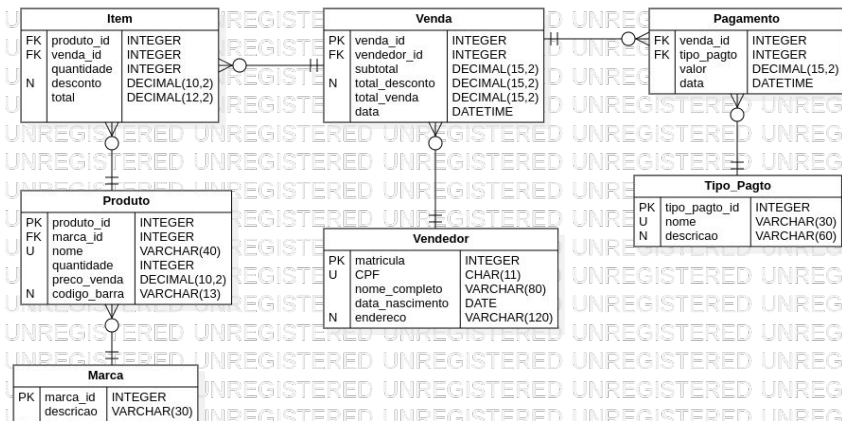 Item
FK produto_id INTEGER
FK venda_id INTEGER
quantidade INTEGER
N desconto DECIMAL(10,2)
total DECIMAL(12,2)
Venda
PK venda_id INTEGER
FK vendedor_id INTEGER
subtotal DECIMAL(15,2)
N total_desconto DECIMAL(15,2)
total_venda DECIMAL(15,2)
data DATETIME
Pagamento
FK venda_id INTEGER
FK tipo_pagto INTEGER
valor DECIMAL(15,2)
data DATETIME
Produto
PK produto_id INTEGER
FK marca_id INTEGER
U nome VARCHAR(40)
quantidade INTEGER
preco_venda DECIMAL(10,2)
N codigo_barra VARCHAR(13)
Vendedor
PK matricula INTEGER
U CPF CHAR(11)
nome_completo VARCHAR(80)
data_nascimento DATE
N endereco VARCHAR(120)
Tipo_Pagto
PK tipo_pagto_id INTEGER
U nome VARCHAR(30)
N descricao VARCHAR(60)
Marca
PK marca_id INTEGER
descricao VARCHAR(30)
UNREGISTERED